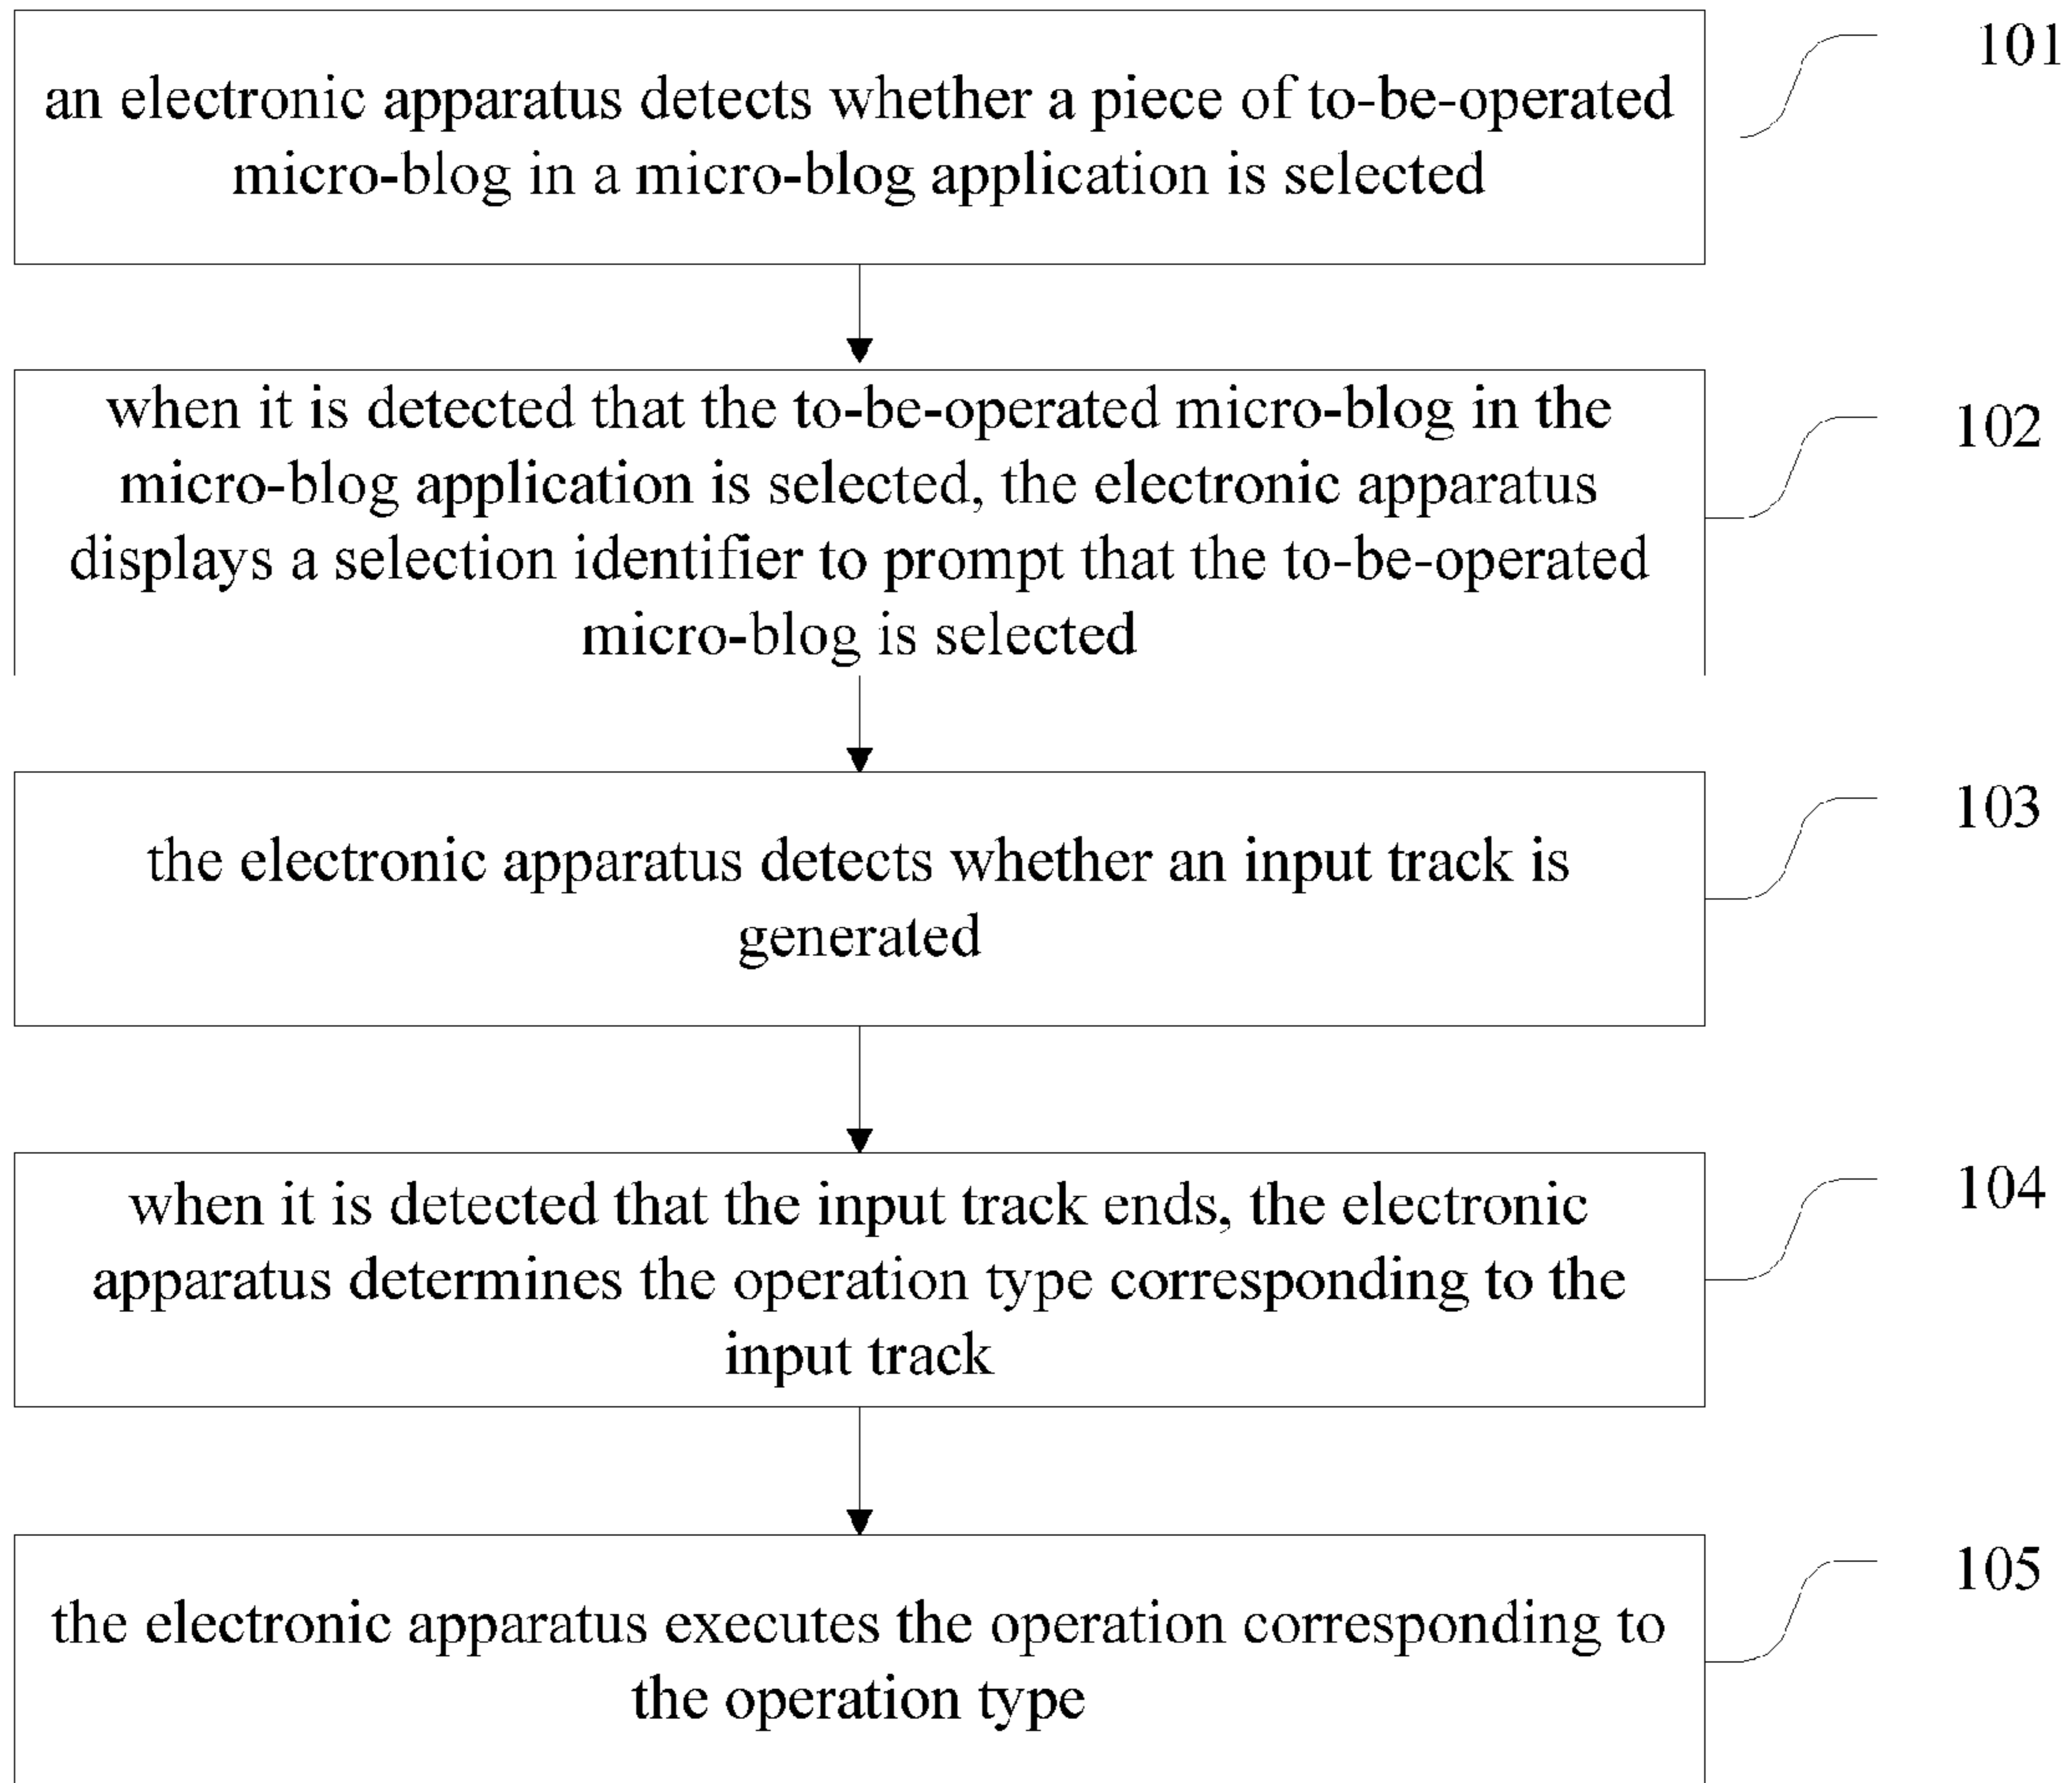 an electronic apparatus detects whether a piece of to-be-operated
micro-blog in a micro-blog application is selected
101
when it is detected that the to-be-operated micro-blog in the
micro-blog application is selected, the electronic apparatus
displays a selection identifier to prompt that the to-be-operated
micro-blog is selected
102
the electronic apparatus detects whether an input track is
generated
103
when it is detected that the input track ends, the electronic
apparatus determines the operation type corresponding to the
input track
104
the electronic apparatus executes the operation corresponding to
the operation type
105